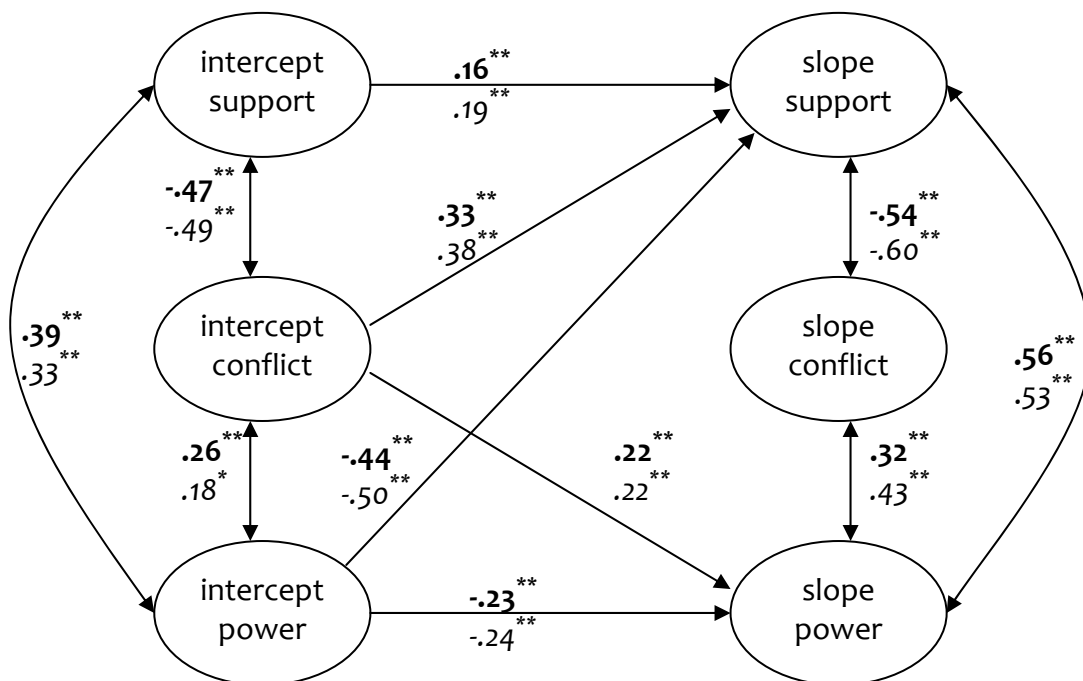 intercept
support
.16**
.19**
slope
support
-.47**
-.49**
.33**
.38**
-.54**
-.60**
.39**
.33**
intercept
conflict
slope
conflict
.56**
.53**
.26**
.18*
-.44**
-.50**
.22**
.22**
.32**
.43**
intercept
power
-.23**
-.24**
slope
power